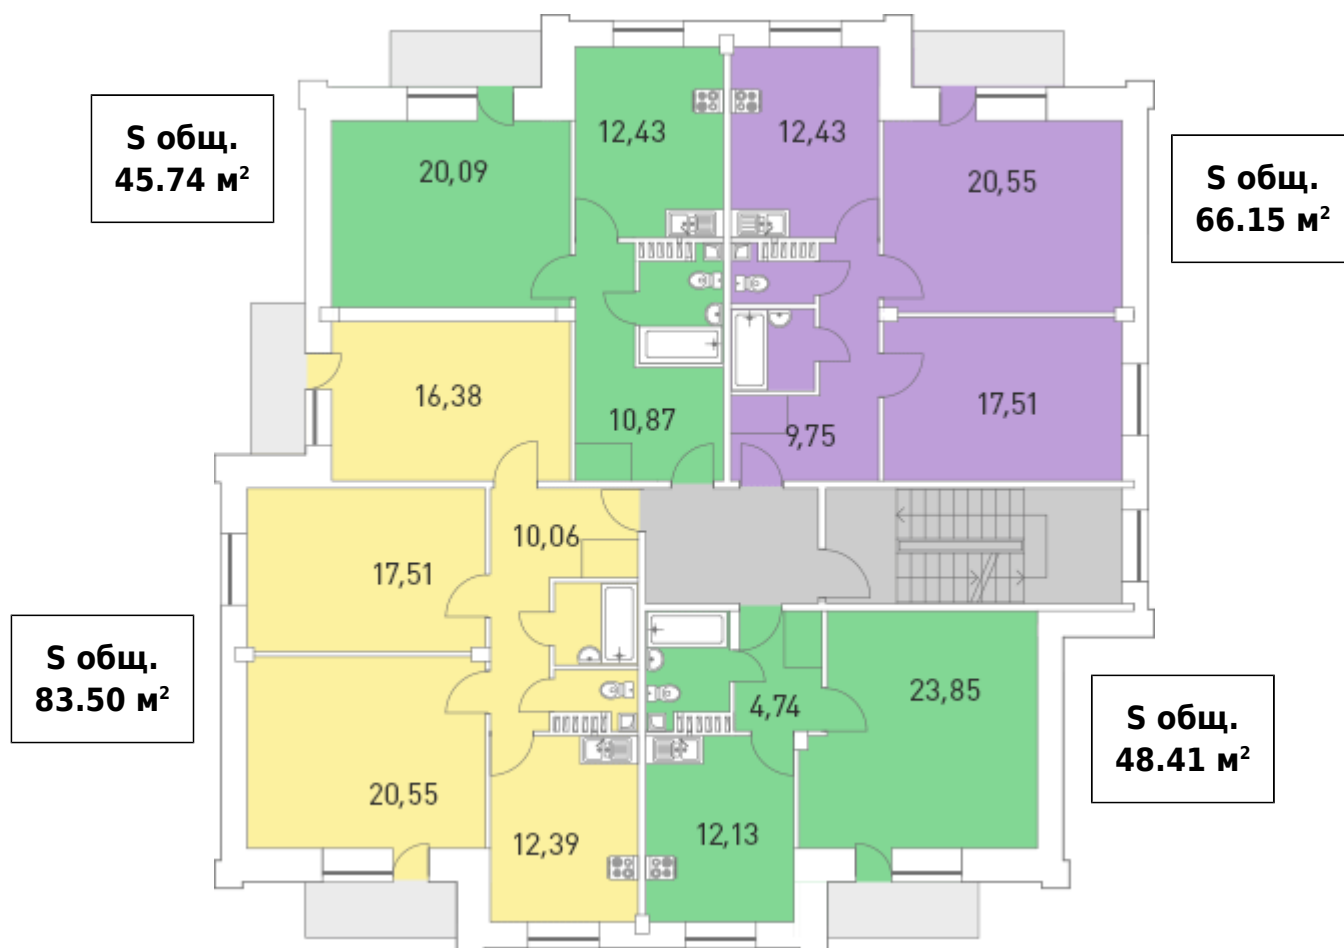 S общ.
45.74 м²
12,43
12,43
20,09
20,55
S общ.
66.15 м²
16,38
10,87
9,75
17,51
10,06
17,51
S общ.
83.50 м²
4,74
23,85
S общ.
48.41 м²
20,55
12,39
12,13